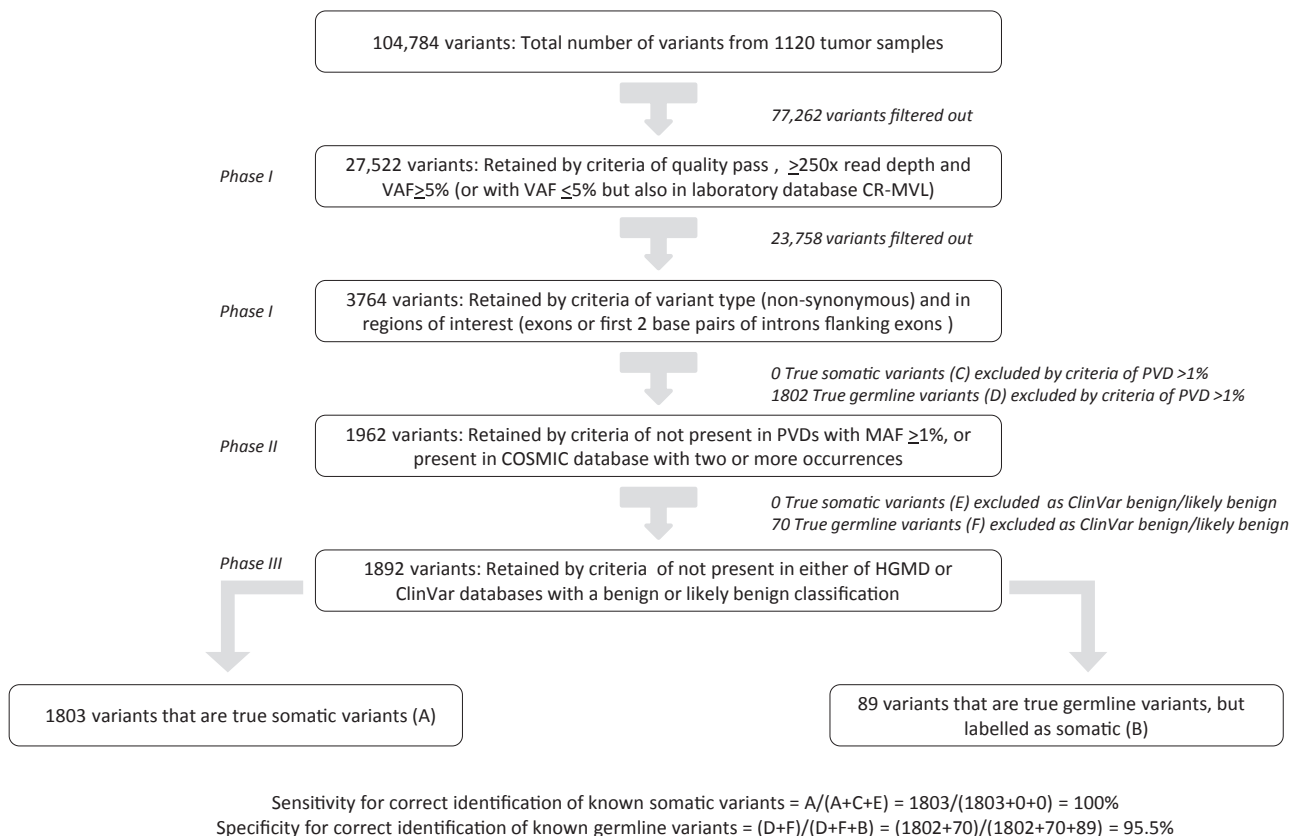 104,784 variants: Total number of variants from 1120 tumor samples
77,262 variants filtered out
Phase I
27,522 variants: Retained by criteria of quality pass , ≥250x read depth and
VAF≥5% (or with VAF ≤5% but also in laboratory database CR-MVL)
23,758 variants filtered out
Phase I
3764 variants: Retained by criteria of variant type (non-synonymous) and in
regions of interest (exons or first 2 base pairs of introns flanking exons )
0 True somatic variants (C) excluded by criteria of PVD >1%
1802 True germline variants (D) excluded by criteria of PVD >1%
Phase II
1962 variants: Retained by criteria of not present in PVDs with MAF ≥1%, or
present in COSMIC database with two or more occurrences
0 True somatic variants (E) excluded as ClinVar benign/likely benign
70 True germline variants (F) excluded as ClinVar benign/likely benign
Phase III
1892 variants: Retained by criteria of not present in either of HGMD or
ClinVar databases with a benign or likely benign classification
1803 variants that are true somatic variants (A)
89 variants that are true germline variants, but
labelled as somatic (B)
Sensitivity for correct identification of known somatic variants = A/(A+C+E) = 1803/(1803+0+0) = 100%
Specificity for correct identification of known germline variants = (D+F)/(D+F+B) = (1802+70)/(1802+70+89) = 95.5%